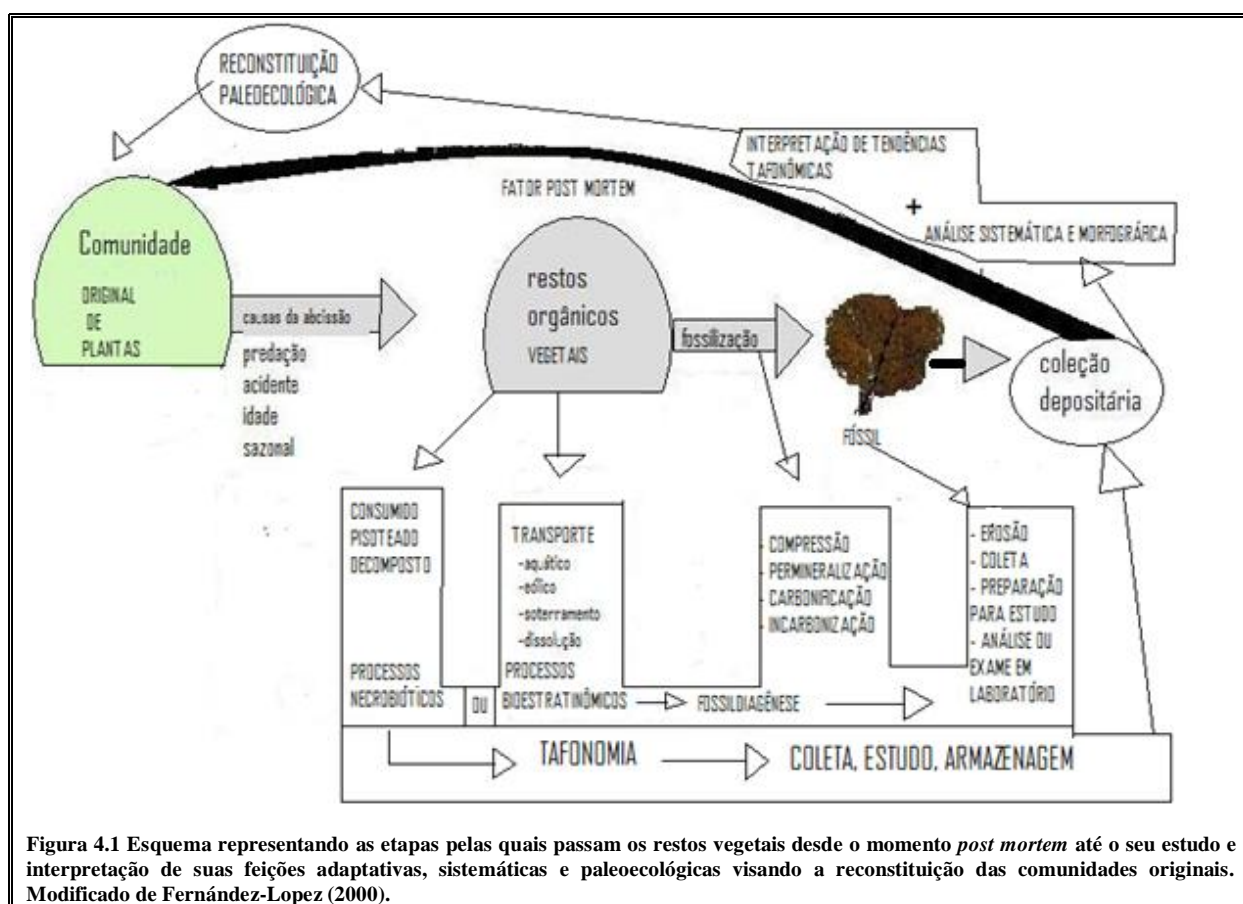 RECONSTITUIÇÃO
PALEOECOLÓGICA
INTERPRETAÇÃO DE TENDÊNCIAS
TAFONÔMICAS
+
ANÁLISE SISTEMÁTICA E MORFOGRÁFICA
FATOR POST MORTEM
Comunidade
ORIGINAL
DE
PLANTAS
causas da abcissão
predação
acidente
idade
sazonal
restos
orgânicos
VEGETAIS
fossilização
FÓSSIL
coleção
depositária
CONSUMIDO
PISOTEADO
DECOMPOSTO
PROCESSOS
NECROBIÓTICOS
OU
TRANSPORTE
-aquático
-eólico
-soterramento
-dissolução
PROCESSOS
BIOESTRATINÔMICOS
FOSSILDIAGÊNESE
- COMPRESSÃO
- PERMINERALIZAÇÃO
- CARBONIFICAÇÃO
- INCARBONIZAÇÃO
- EROSÃO
- COLETA
- PREPARAÇÃO
PARA ESTUDO
- ANÁLISE OU
EXAME EM
LABORATÓRIO
TAFONOMIA
COLETA, ESTUDO, ARMAZENAGEM
Figura 4.1 Esquema representando as etapas pelas quais passam os restos vegetais desde o momento post mortem até o seu estudo e
interpretação de suas feições adaptativas, sistemáticas e paleoecológicas visando a reconstituição das comunidades originais.
Modificado de Fernández-Lopez (2000).